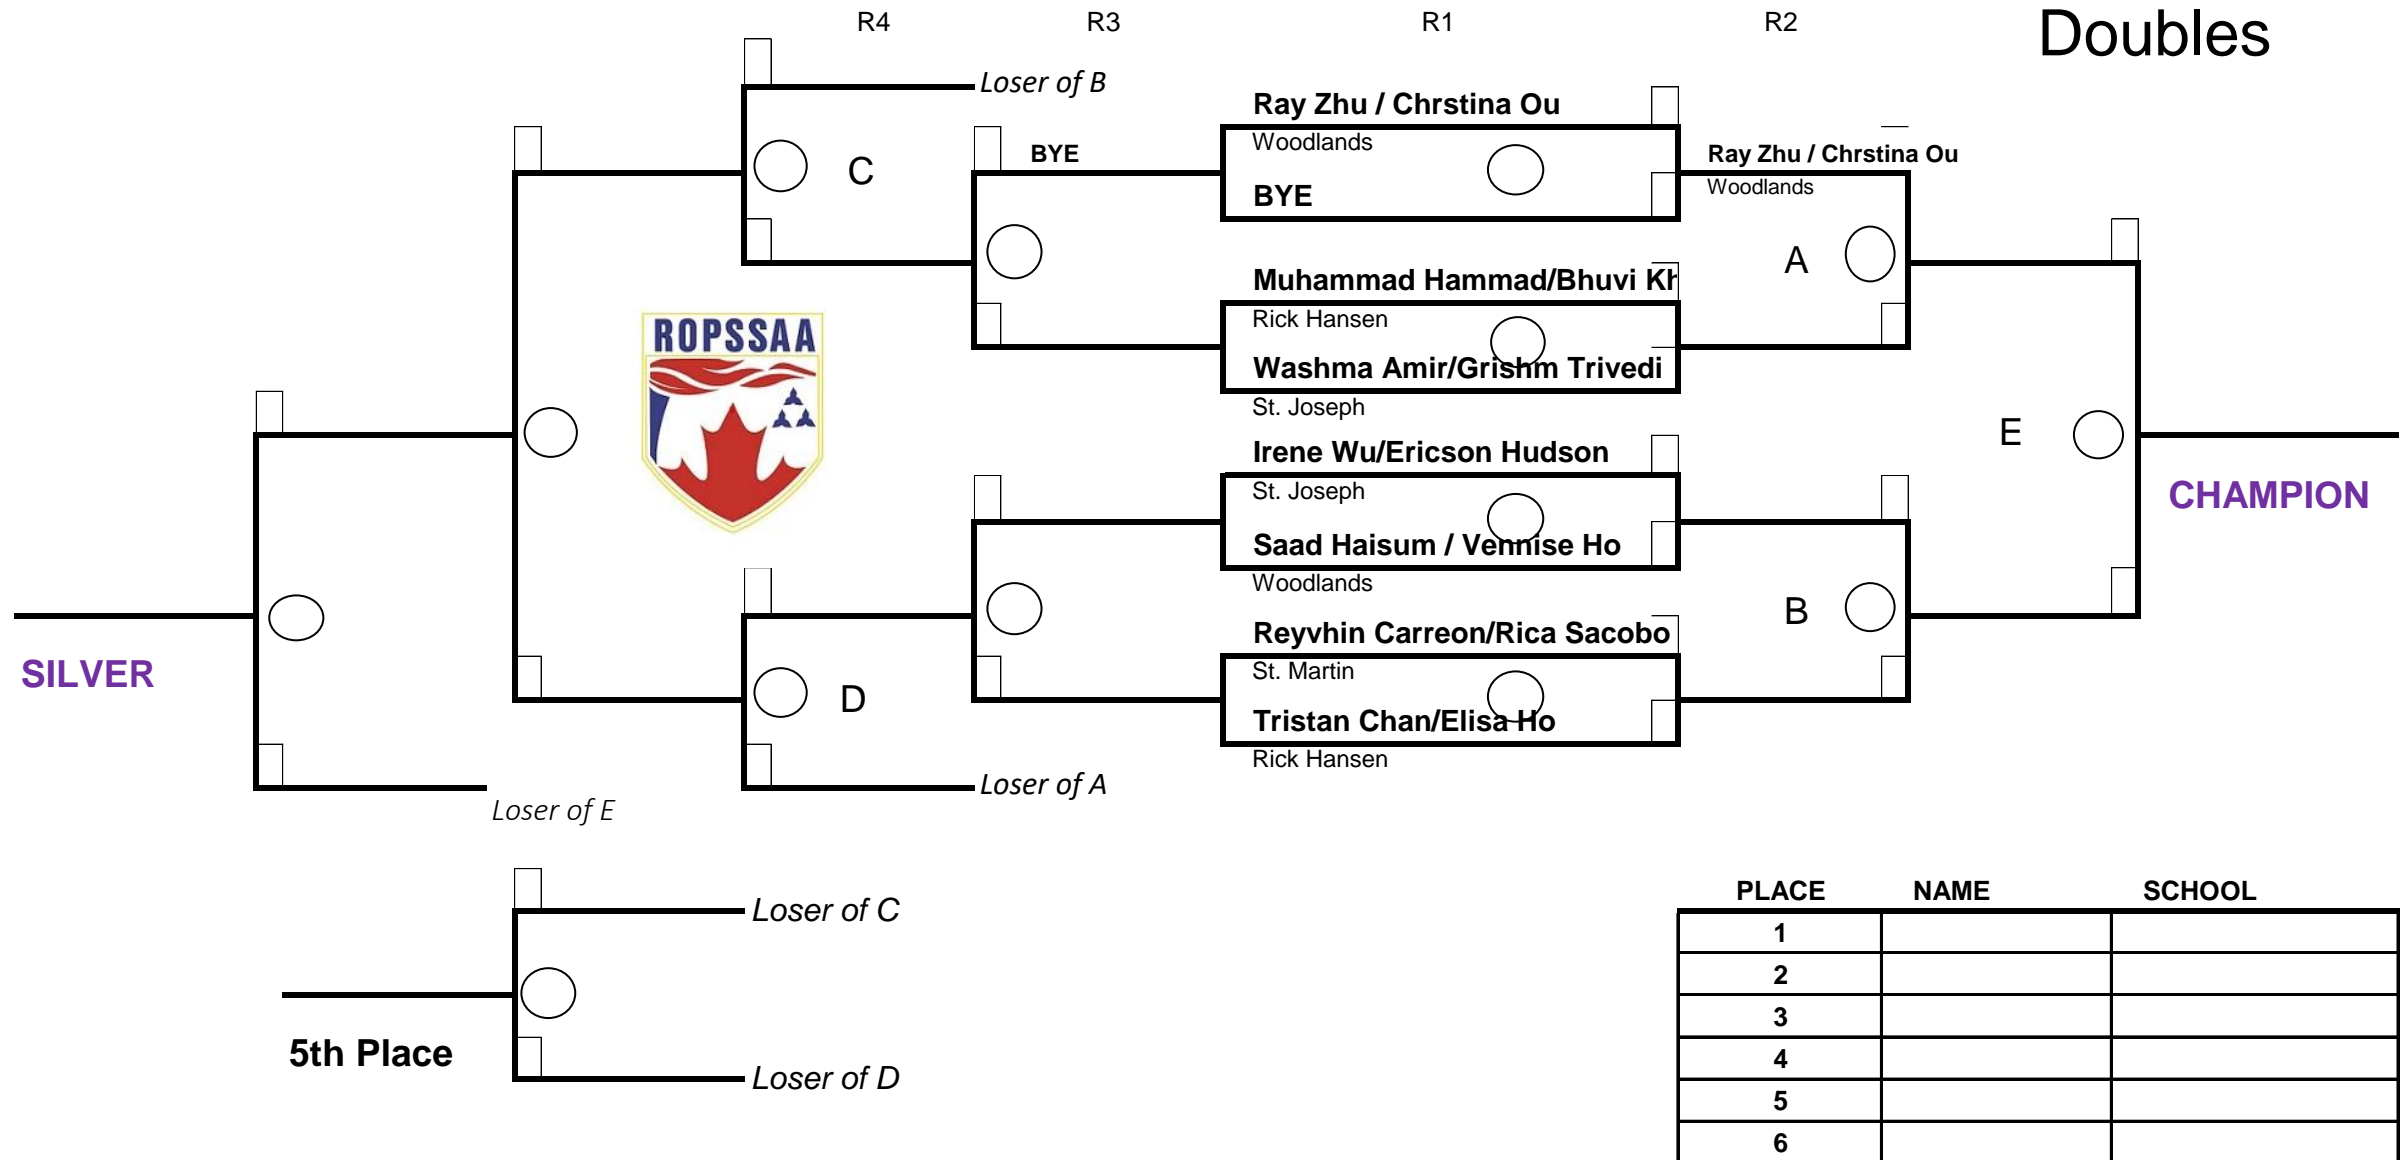 R4 R3 R1 R2
Doubles
Loser of B
Ray Zhu / Chrstina Ou
Woodlands
BYE
BYE
Ray Zhu / Chrstina Ou
Woodlands
C
A
Muhammad Hammad/Bhuvi Kh
Rick Hansen
Washma Amir/Grishm Trivedi
St. Joseph
ROPSSAA
Irene Wu/Ericson Hudson
St. Joseph
Saad Haisum / Vennise Ho
Woodlands
E
CHAMPION
Reyvhin Carreon/Rica Sacobo
St. Martin
Tristan Chan/Elisa Ho
Rick Hansen
B
SILVER
D
Loser of A
Loser of E
Loser of C
5th Place
Loser of D
PLACE NAME SCHOOL
1
2
3
4
5
6